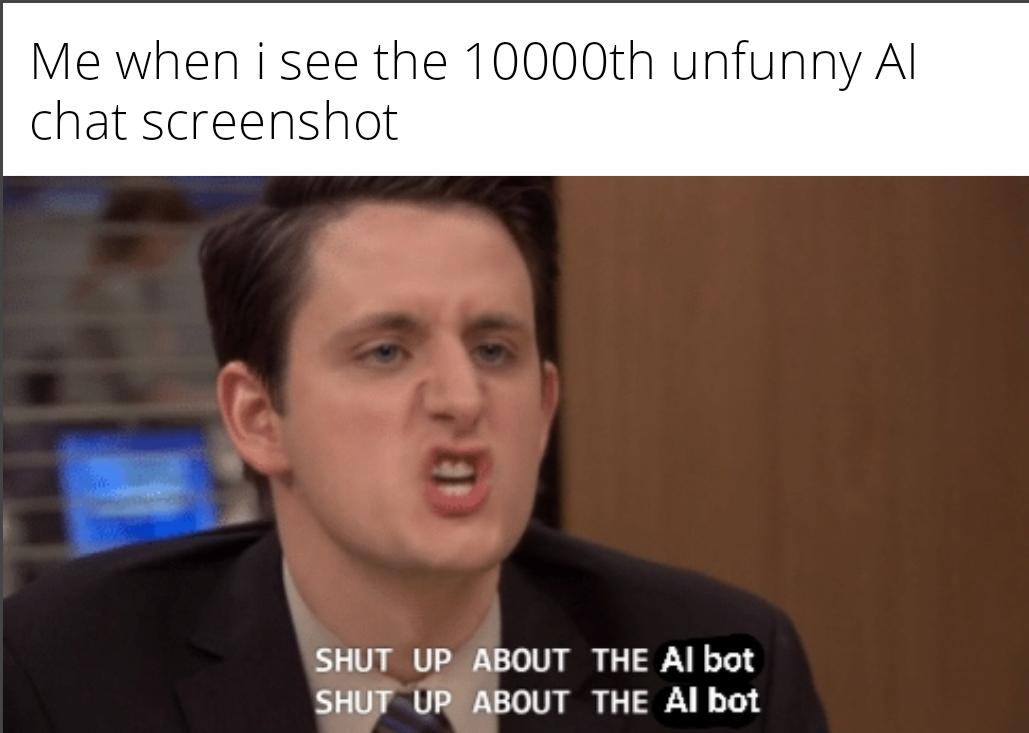 Me when i see the 10000th unfunny AI
chat screenshot
SHUT UP ABOUT THE AI bot
SHUT UP ABOUT THE AI bot